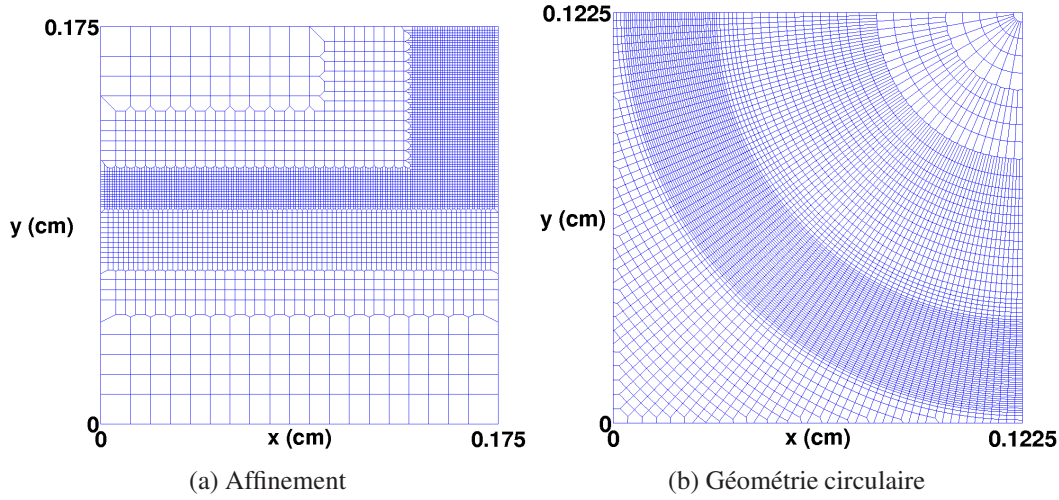 0.175
y (cm)
0
0
x (cm)
0.175
(a) Affinement
0.1225
y (cm)
0
0
x (cm)
0.1225
(b) Géométrie circulaire